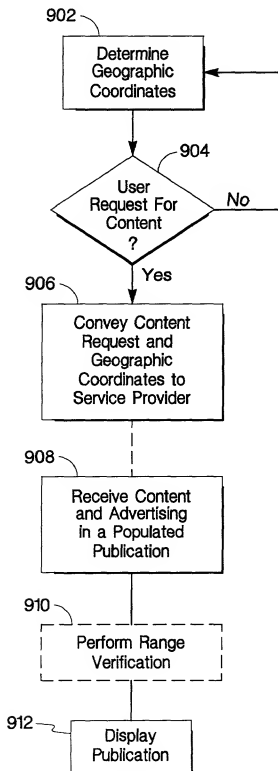 902
Determine
Geographic
Coordinates
904
User
Request For
Content
?
No
Yes
906
Convey Content
Request and
Geographic
Coordinates to
Service Provider
908
Receive Content
and Advertising
in a Populated
Publication
910
Perform Range
Verification
912
Display
Publication